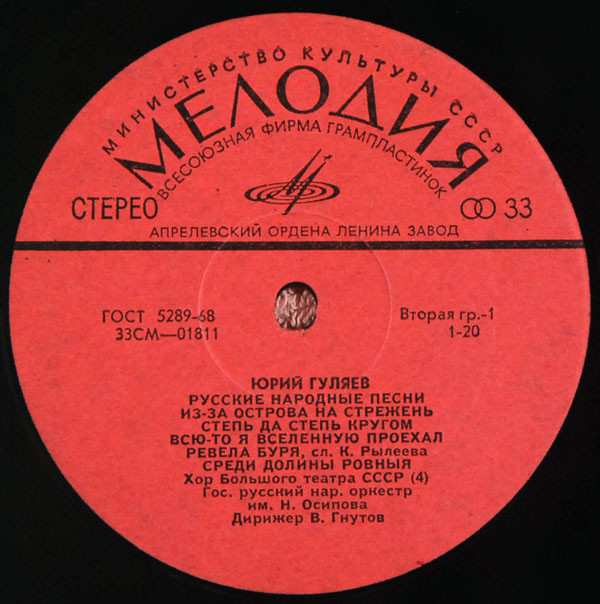 МИНИСТЕРСТВО КУЛЬТУРЫ СССР
МЕЛОДИЯ
ВСЕСОЮЗНАЯ ФИРМА ГРАМПЛАСТИНОК
СТЕРЕО
33
АПРЕЛЕВСКИЙ ОРДЕНА ЛЕНИНА ЗАВОД
ГОСТ 5289-68
33СМ—01811
Вторая гр.-1
1-20
ЮРИЙ ГУЛЯЕВ
РУССКИЕ НАРОДНЫЕ ПЕСНИ
ИЗ-ЗА ОСТРОВА НА СТРЕЖЕНЬ
СТЕПЬ ДА СТЕПЬ КРУГОМ
ВСЮ-ТО Я ВСЕЛЕННУЮ ПРОЕХАЛ
РЕВЕЛА БУРЯ, сл. К. Рылеева
СРЕДИ ДОЛИНЫ РОВНЫЯ
Хор Большого театра СССР (4)
Гос. русский нар. оркестр
им. Н. Осипова
Дирижер В. Гнутов